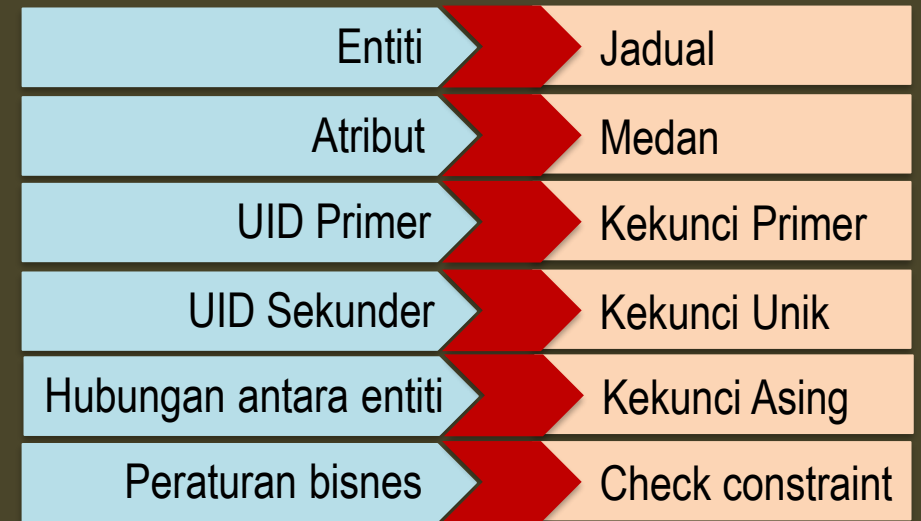 Entiti
Jadual
Atribut
Medan
UID Primer
Kekunci Primer
UID Sekunder
Kekunci Unik
Hubungan antara entiti
Kekunci Asing
Peraturan bisnes
Check constraint